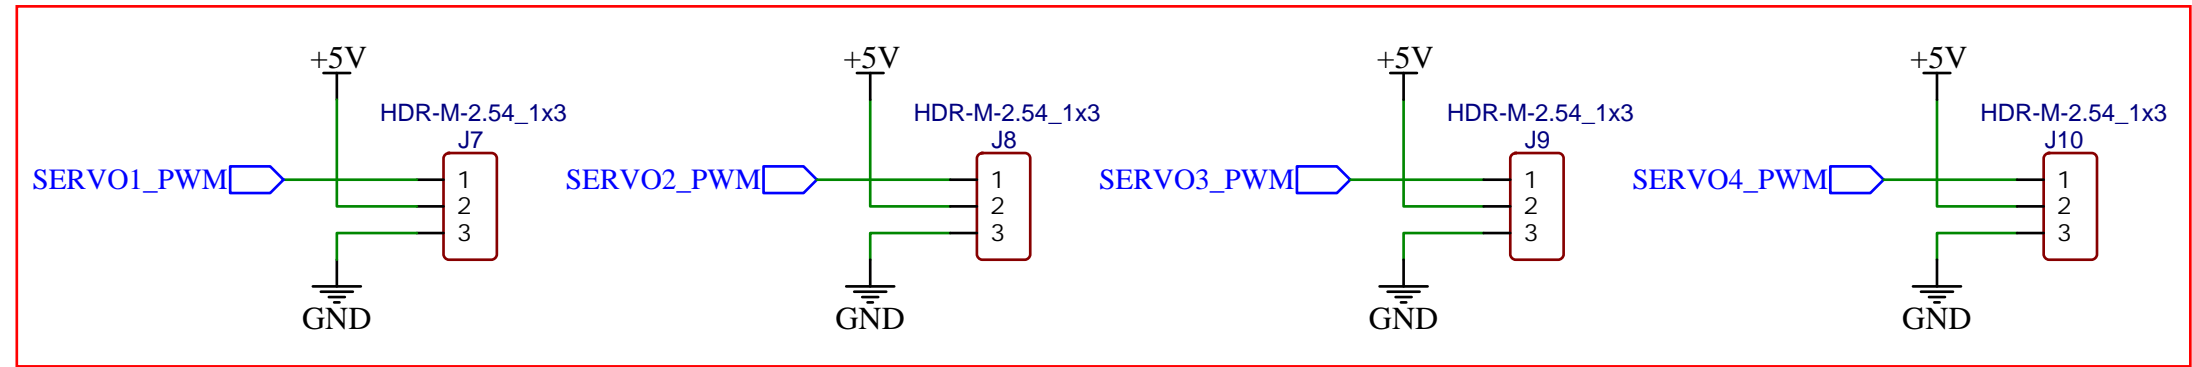 +5V
HDR-M-2.54_1x3
J7
SERVO1_PWM
1
2
3
GND
+5V
HDR-M-2.54_1x3
J8
SERVO2_PWM
1
2
3
GND
+5V
HDR-M-2.54_1x3
J9
SERVO3_PWM
1
2
3
GND
+5V
HDR-M-2.54_1x3
J10
SERVO4_PWM
1
2
3
GND